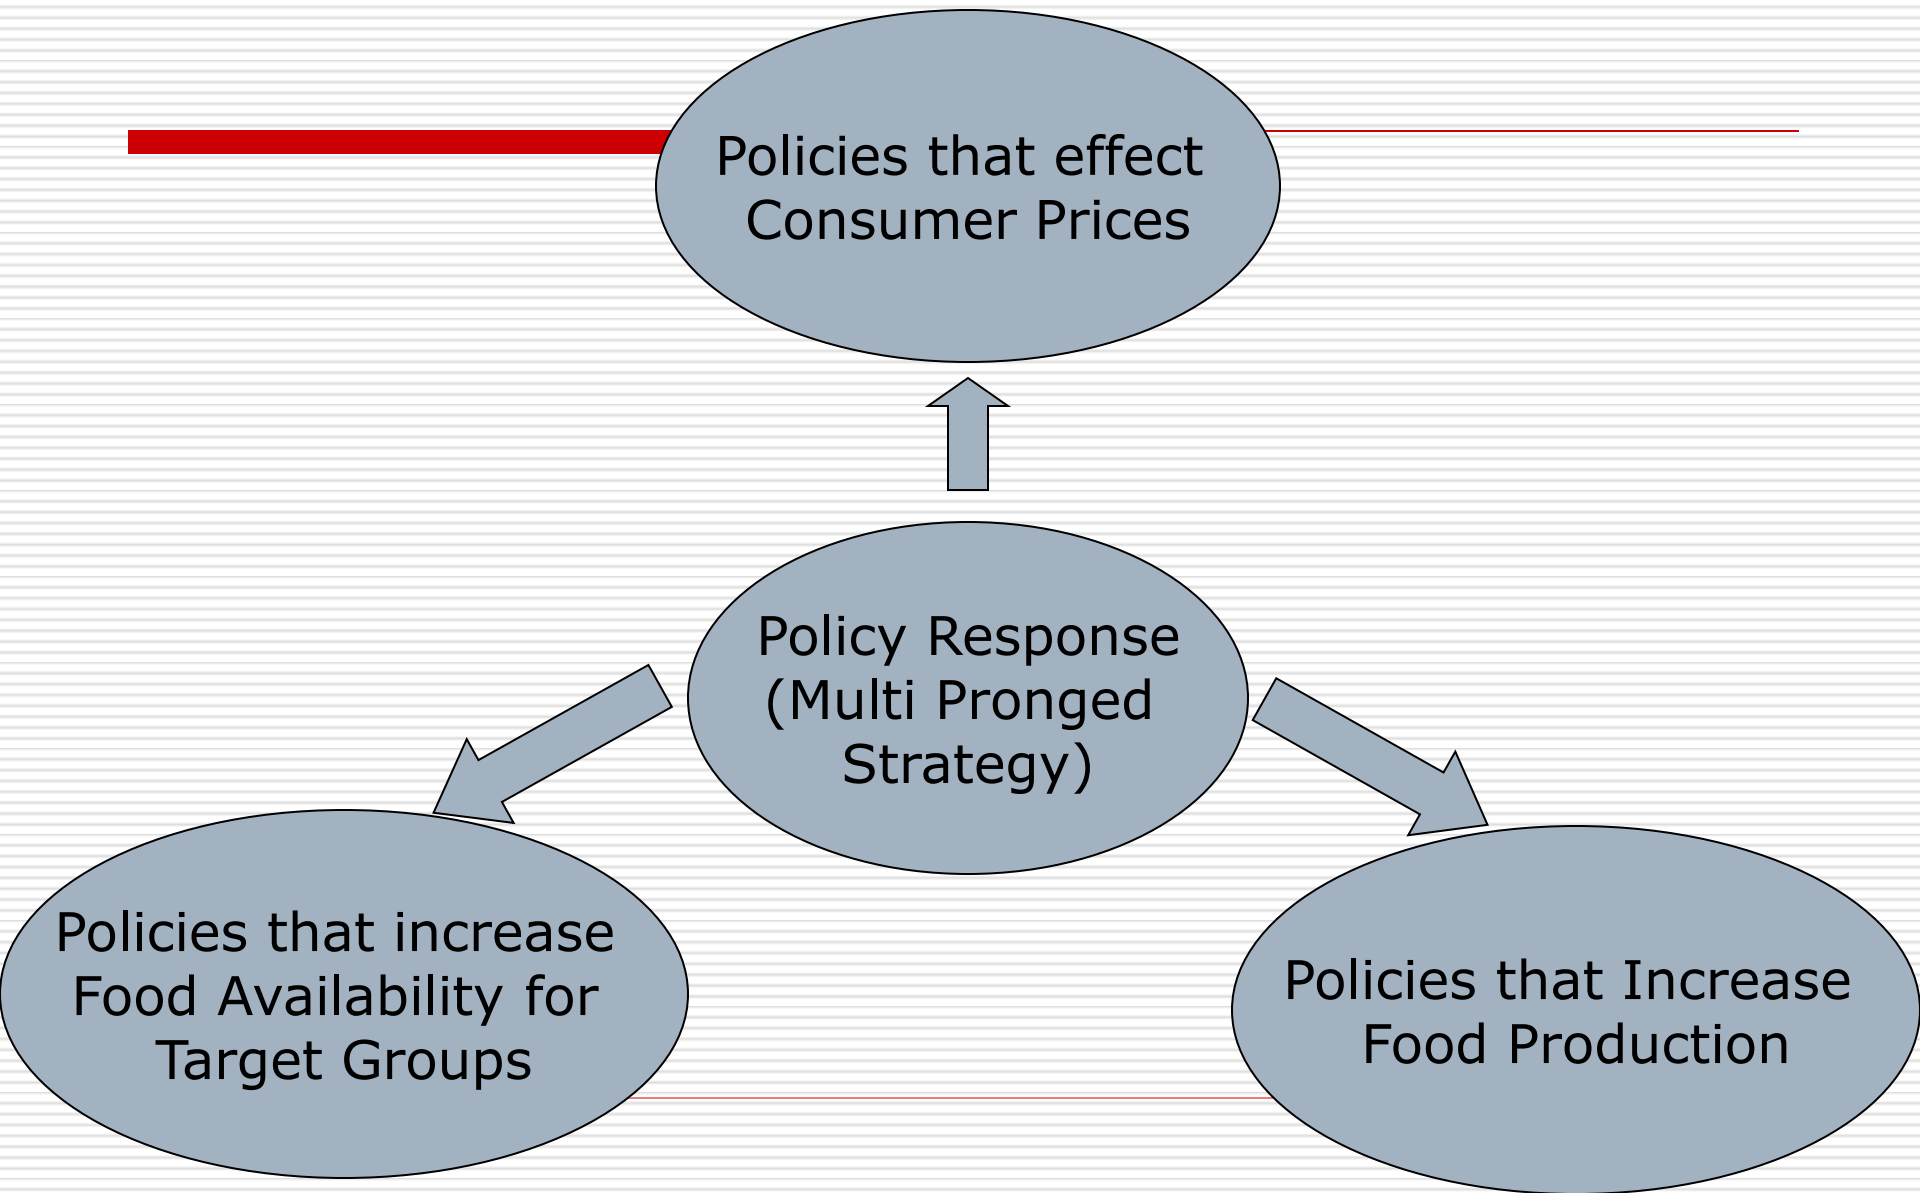 Policies that effect
Consumer Prices
Policy Response
(Multi Pronged
Strategy)
Policies that increase
Food Availability for
Target Groups
Policies that Increase
Food Production